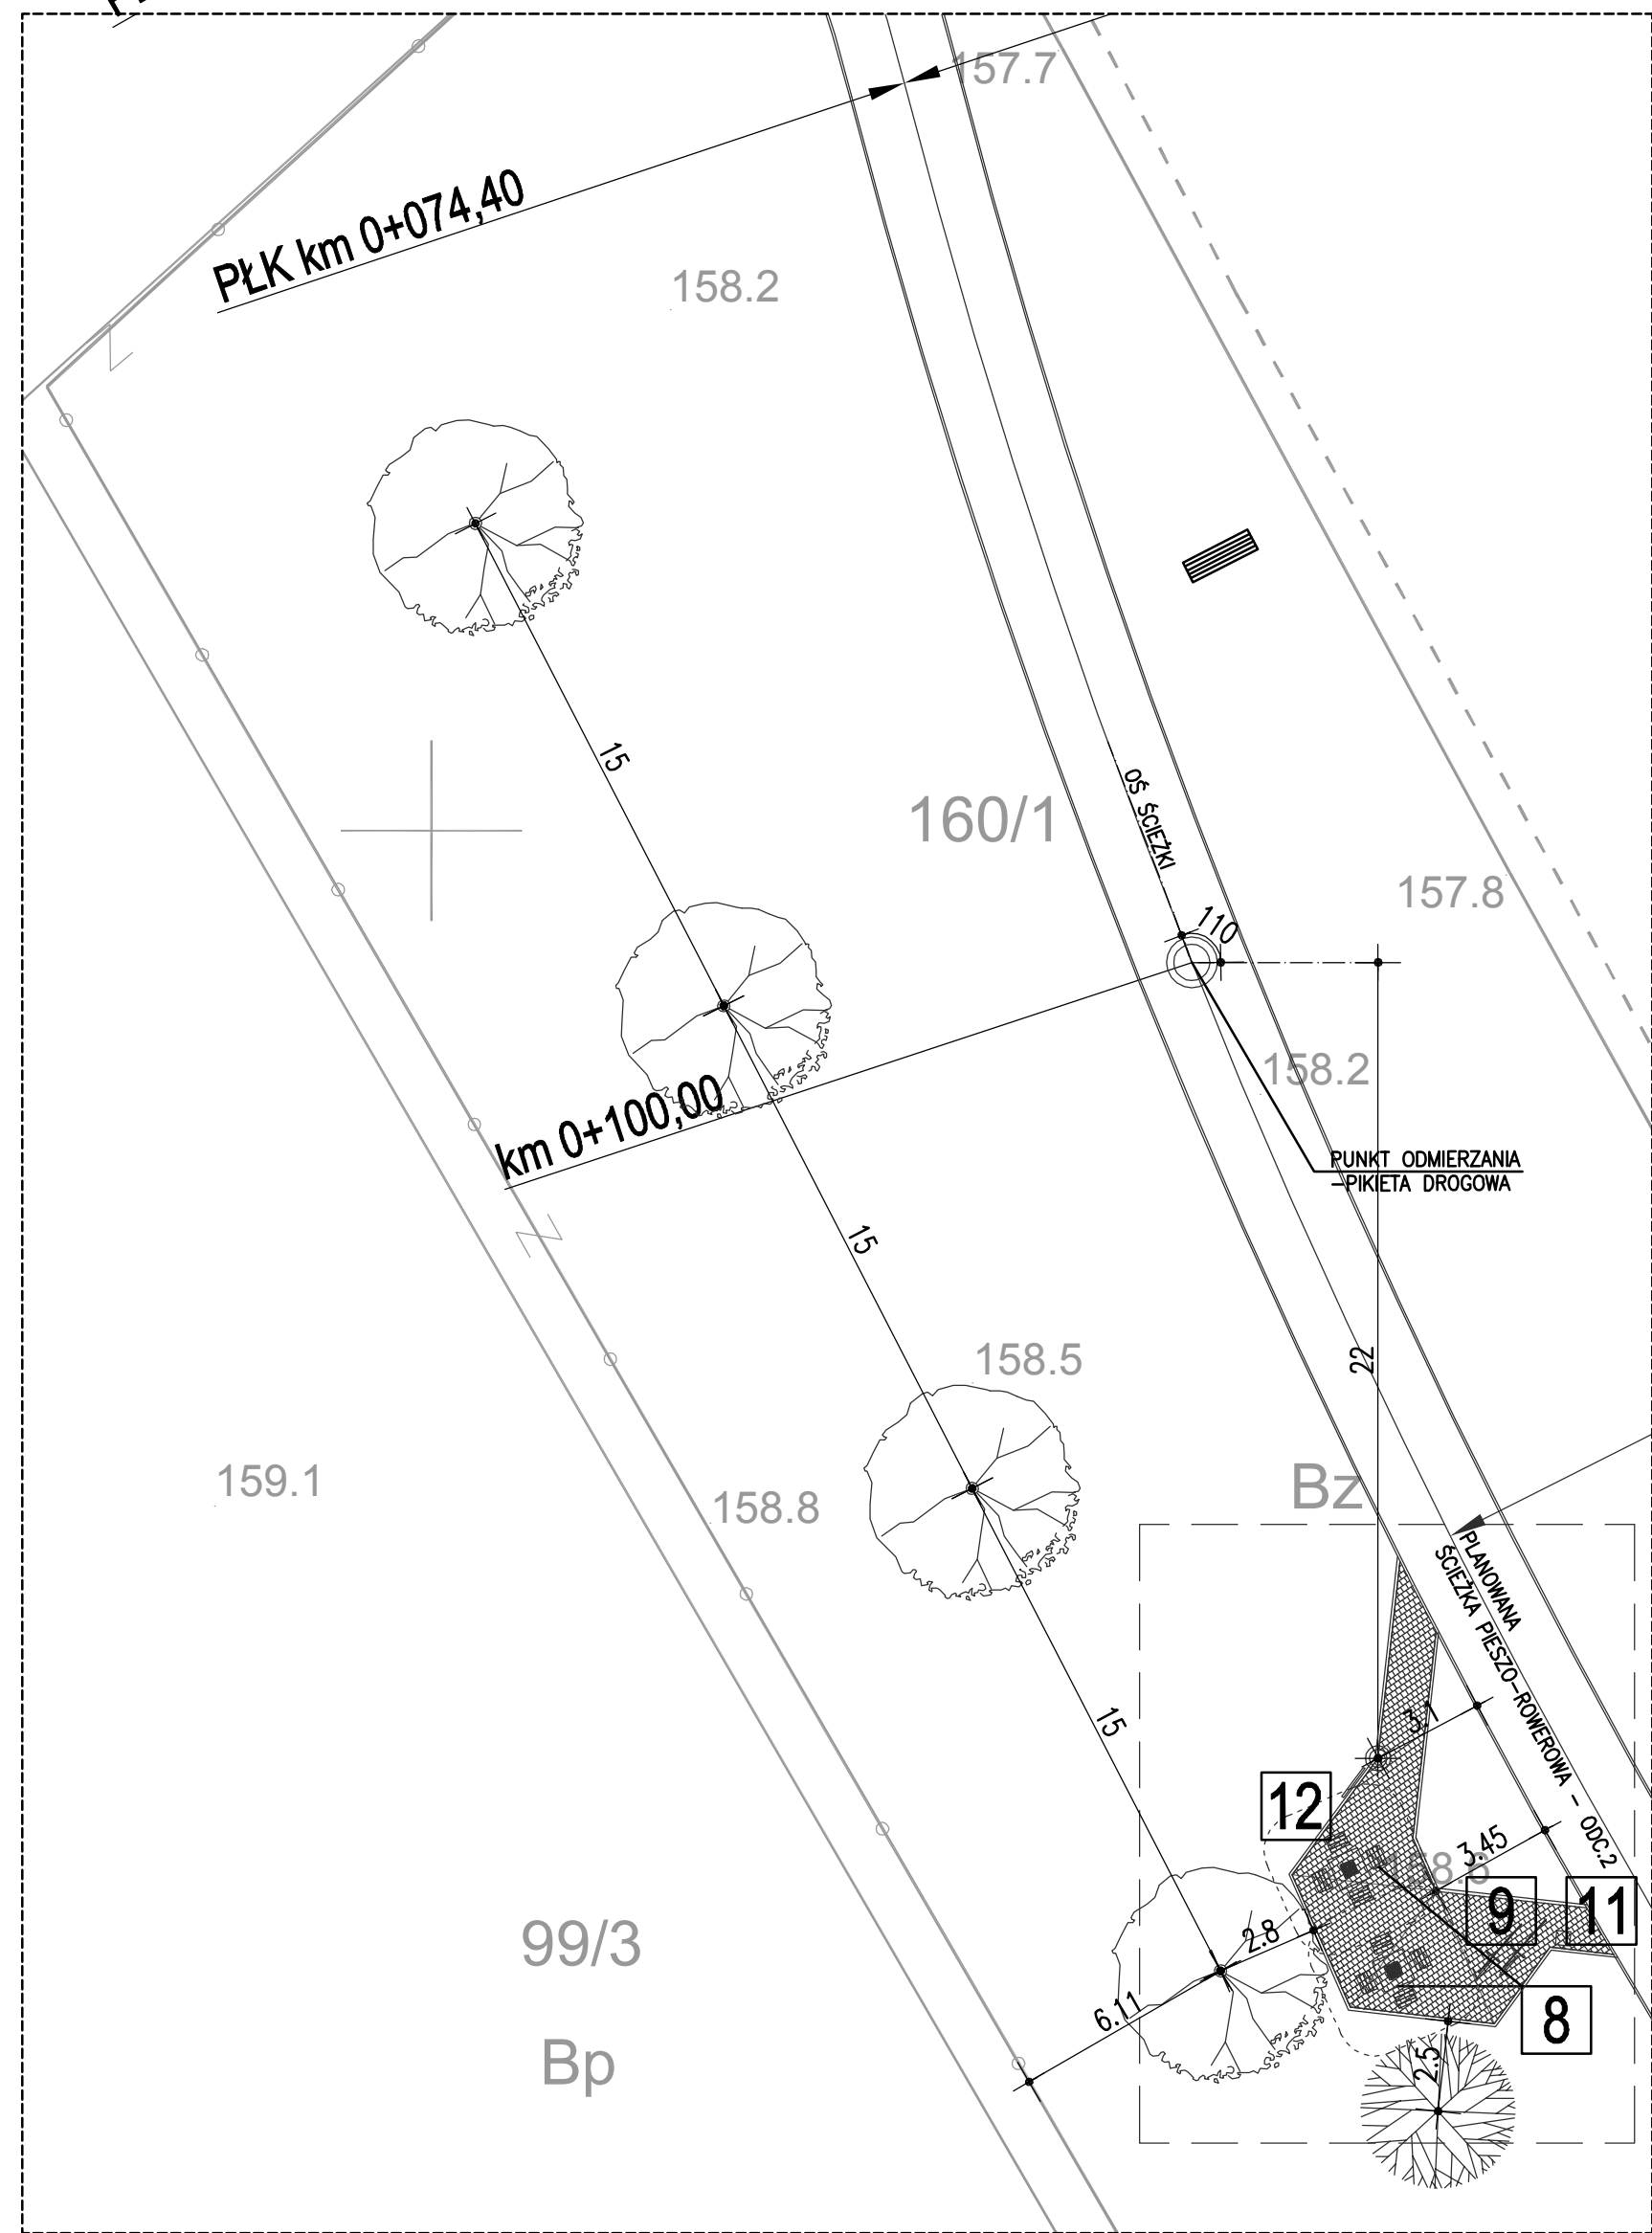 157.7
PŁK km 0+074,40
158.2
15
160/1
OŚ ŚCIEŻKI
110
157.8
158.2
km 0+100,00
PUNKT ODMIERZANIA
-PIKIETA DROGOWA
15
22
158.5
159.1
158.8
Bz
PLANOWANA
ŚCIEŻKA PIESZO-ROWEROWA - ODC.2
15
3.1
12
3.45
158.6
9
11
2.8
99/3
6.11
8
Bp
2.5